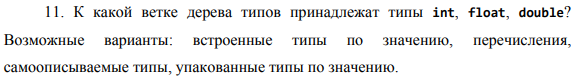 11. К какой ветке дерева типов принадлежат типы int, float, double?
Возможные варианты: встроенные типы по значению, перечисления,
самоописываемые типы, упакованные типы по значению.